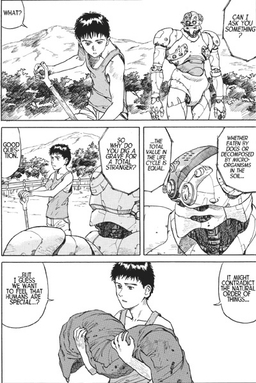 CAN I
ASK YOU
SOMETHING
?
WHAT?
WHETHER
EATEN BY
DOGS OR
DECOMPOSED
BY MICRO-
ORGANISMS
IN THE
SOIL...
...THE
TOTAL
VALUE IN
THE LIFE
CYCLE IS
EQUAL.
SO
WHY DO
YOU DIG A
GRAVE FOR
A TOTAL
STRANGER?
GOOD
QUES-
TION.
IT MIGHT
CONTRADICT
THE NATURAL
ORDER OF
THINGS...
BUT
I GUESS
WE WANT
TO FEEL THAT
HUMANS ARE
SPECIAL...?